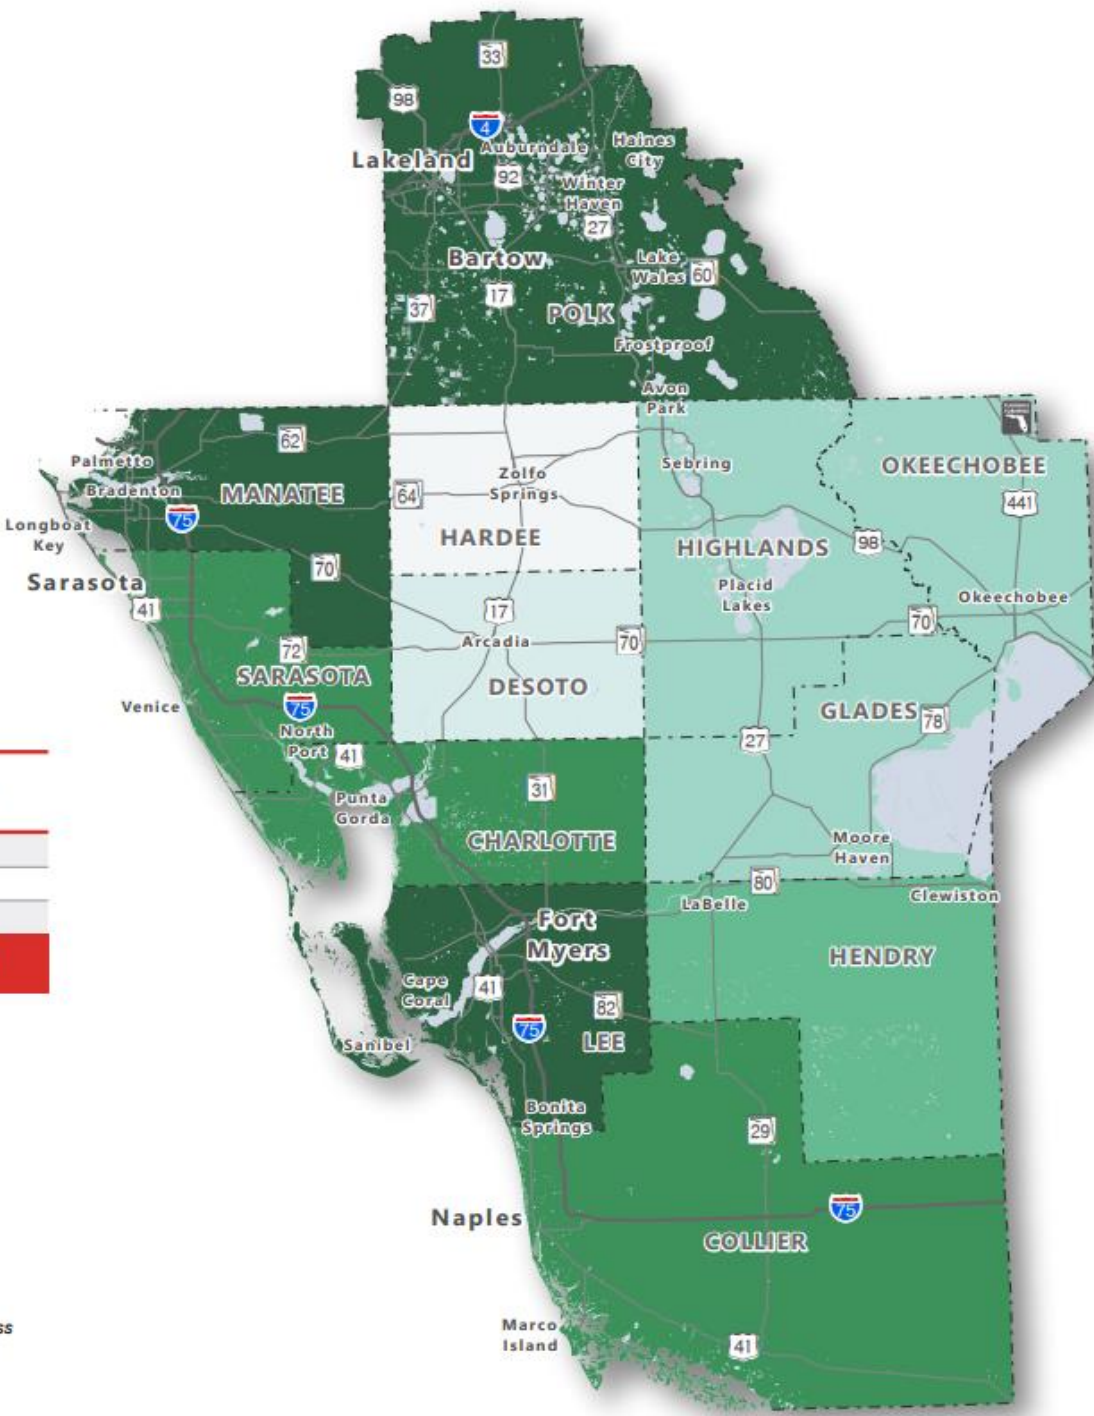 33
98
4
Auburndale
Haines
City
Lakeland
92
Winter
Haven
27
Bartow
Lake
Wales
60
17
37
POLK
Frostproof
Avon
Park
62
Palmetto
Bradenton
MANATEE
64
Zolfo
Springs
Sebring
OKEECHOBEE
441
75
Longboat
Key
HARDEE
HIGHLANDS
98
70
Sarasota
41
17
Placid
Lakes
Okeechobee
70
72
Arcadia
70
SARASOTA
DESOTO
75
Venice
GLADES
78
North
Port
41
27
Punta
Gorda
31
CHARLOTTE
Moore
Haven
80
LaBelle
Clewiston
Fort
Myers
HENDRY
Cape
Coral
41
82
75
LEE
Sanibel
Bonita
Springs
29
Naples
75
COLLIER
ss
Marco
Island
41